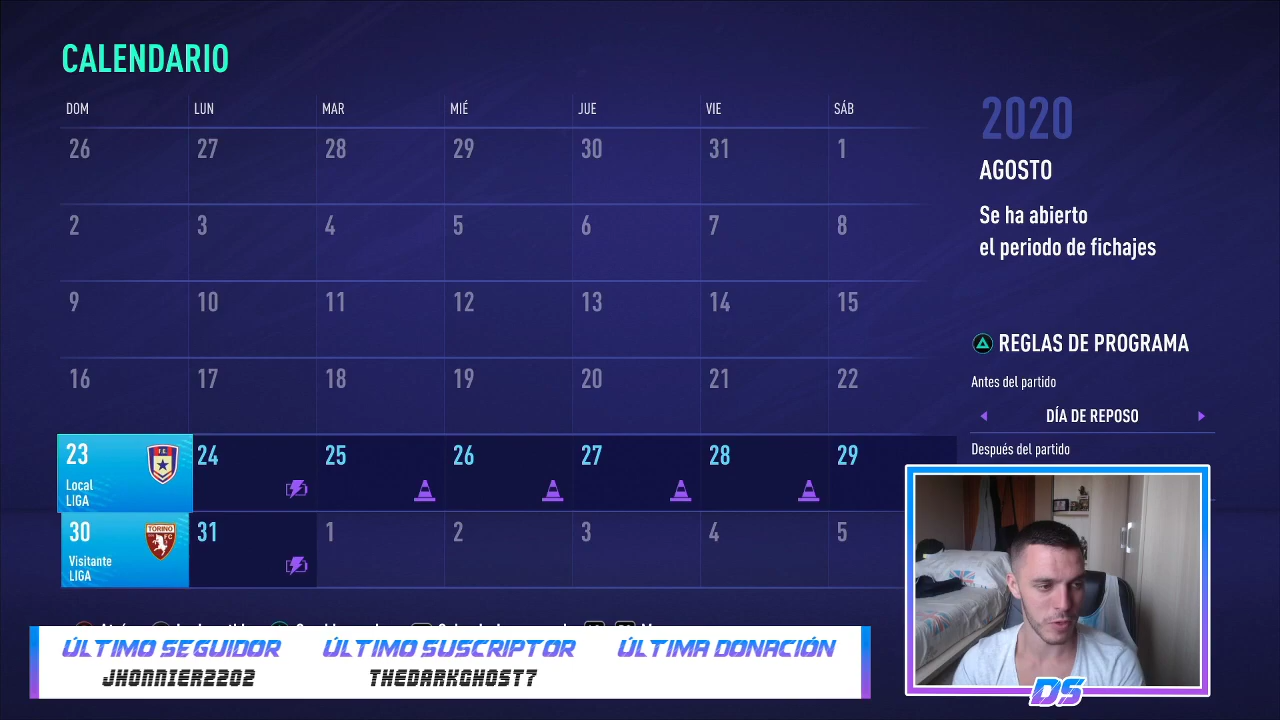 CALENDARIO
DOM LUN MAR MIÉ JUE VIE SÁB
26 27 28 29 30 31 1
2 3 4 5 6 7 8
9 10 11 12 13 14 15
16 17 18 19 20 21 22
23 24 25 26 27 28 29
F.C.
Local
LIGA
30 31 1 2 3 4 5
TORINO
FC
Visitante
LIGA
2020
AGOSTO
Se ha abierto
el periodo de fichajes
REGLAS DE PROGRAMA
Antes del partido
DÍA DE REPOSO
Después del partido
ÚLTIMO SEGUIDOR ÚLTIMO SUSCRIPTOR ÚLTIMA DONACIÓN
JHONNIER2202 THEDARKGHOST7
DS